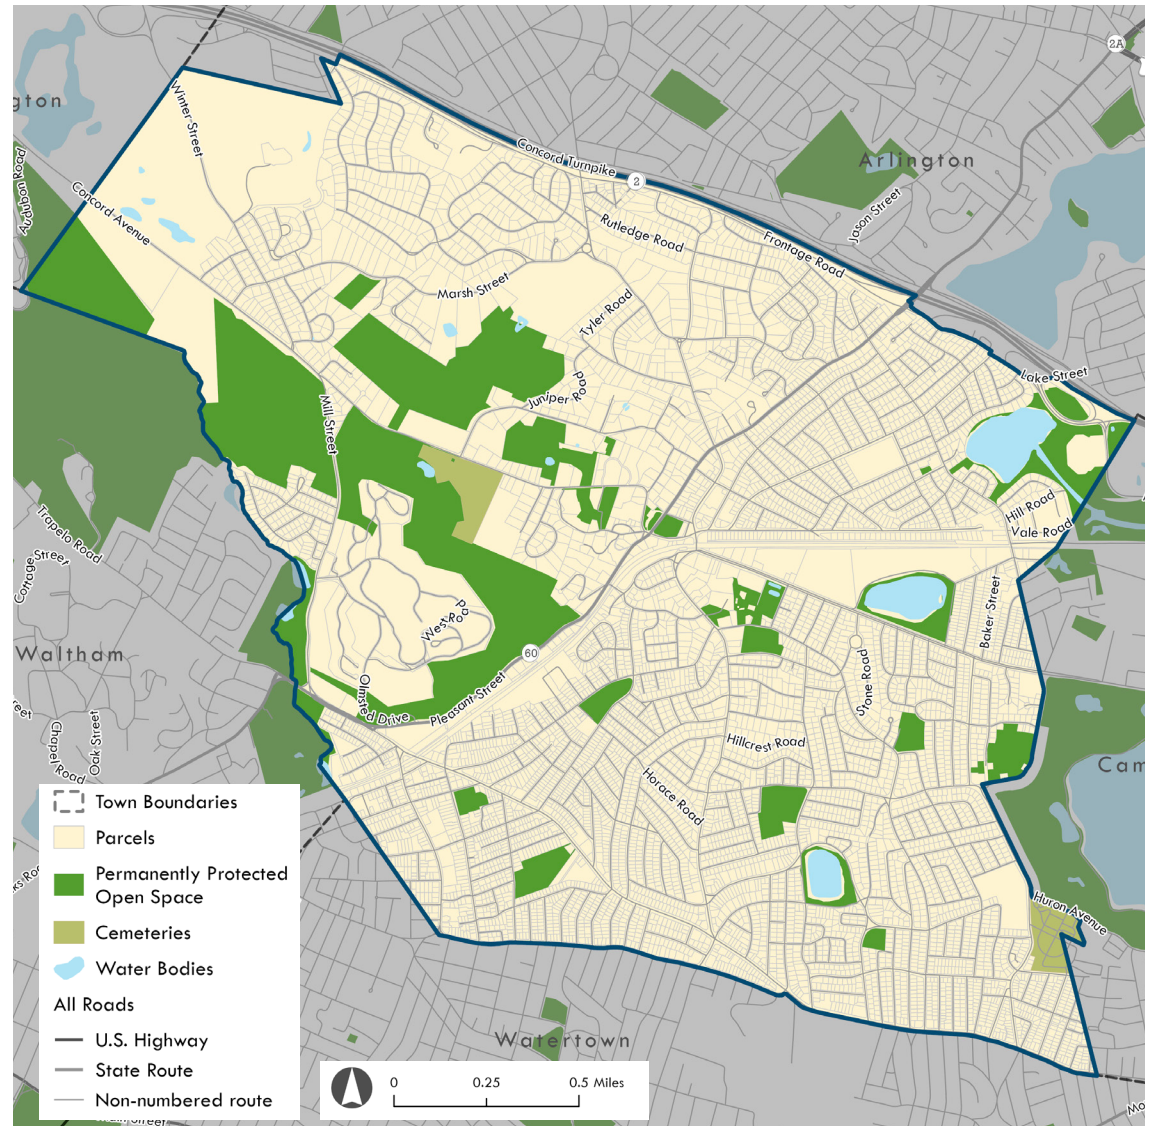 2A
gton
Winter Street
Concord Turnpike
2
Arlington
Audubon Road
Concord Avenue
Jason Street
Rutledge Road
Frontage Road
Marsh Street
Tyler Road
Lake Street
Juniper Road
Mill Street
Hill Road
Vale Road
Trapelo Road
Cottage Street
Baker Street
West Road
Waltham
60
Stone Road
Olmsted Drive
Pleasant Street
reet
Chapel Road
Oak Street
Hillcrest Road
Cam
Horace Road
Huron Avenue
Watertown
Town Boundaries
Parcels
Permanently Protected
Open Space
Cemeteries
Water Bodies
All Roads
U.S. Highway
State Route
Non-numbered route
0 0.25 0.5 Miles